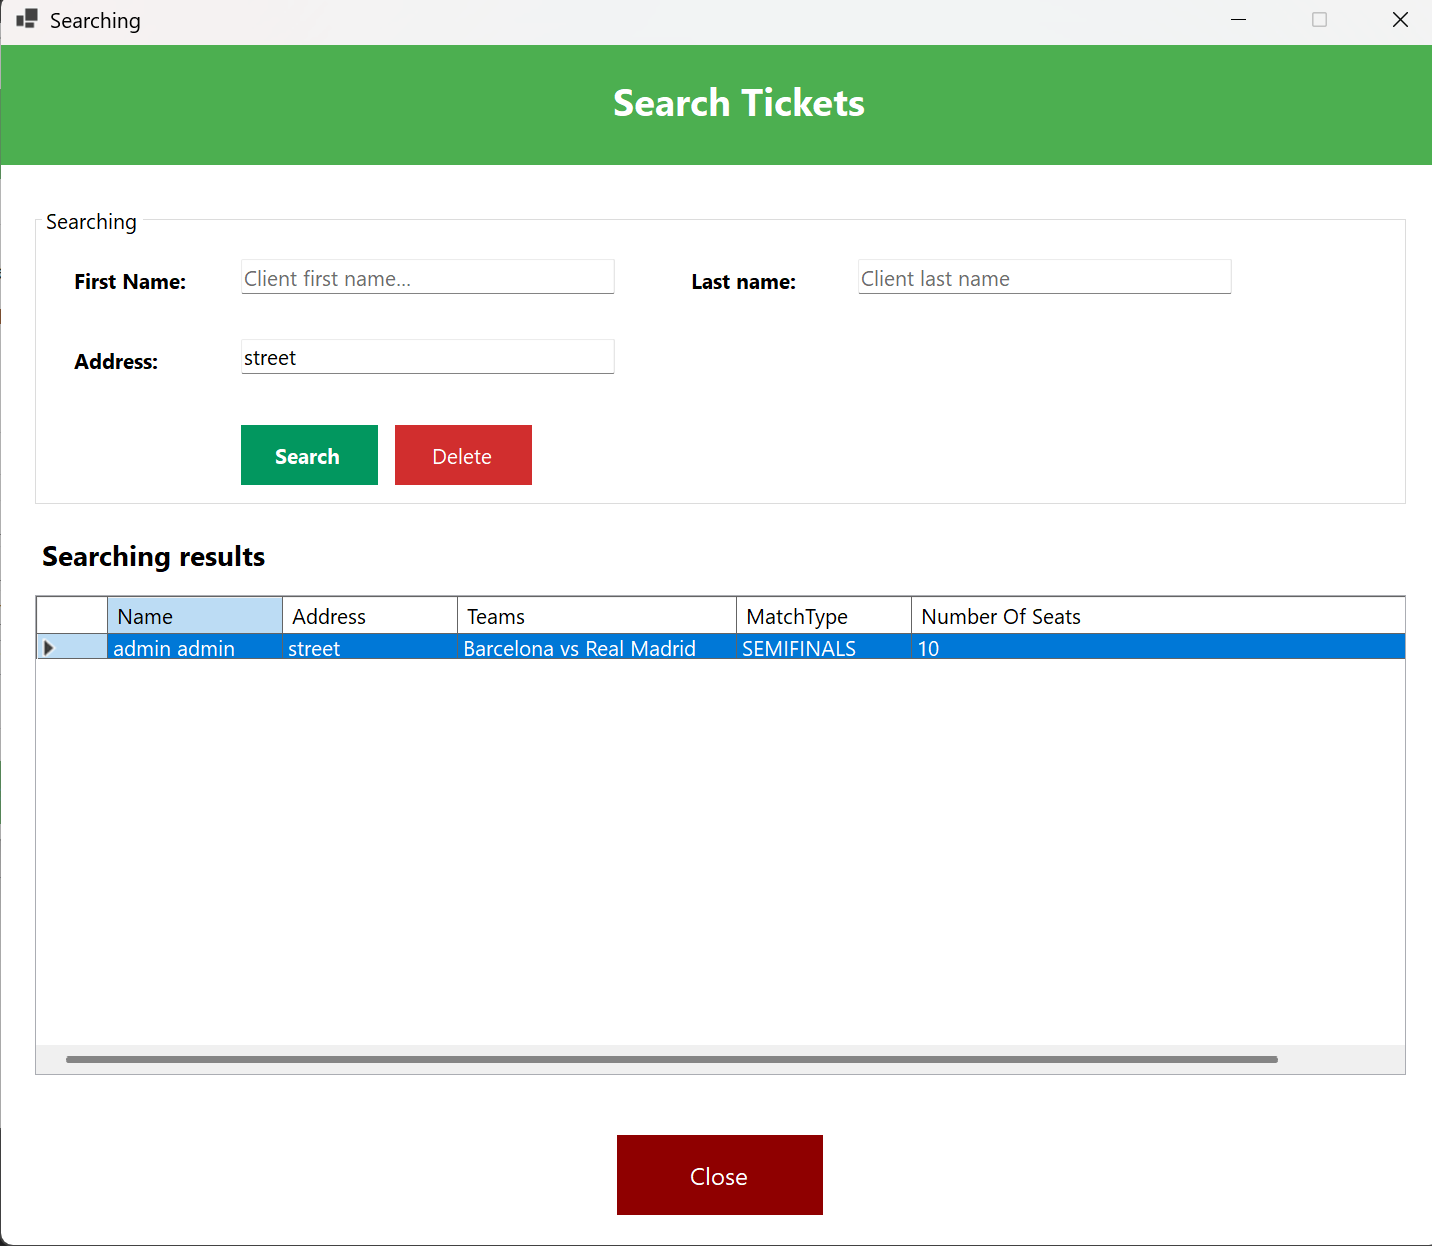 Searching
Search Tickets
Searching
First Name: Client first name... Last name: Client last name
Address: street
Search Delete
Searching results
Name Address Teams MatchType Number Of Seats
admin admin street Barcelona vs Real Madrid SEMIFINALS 10
Close